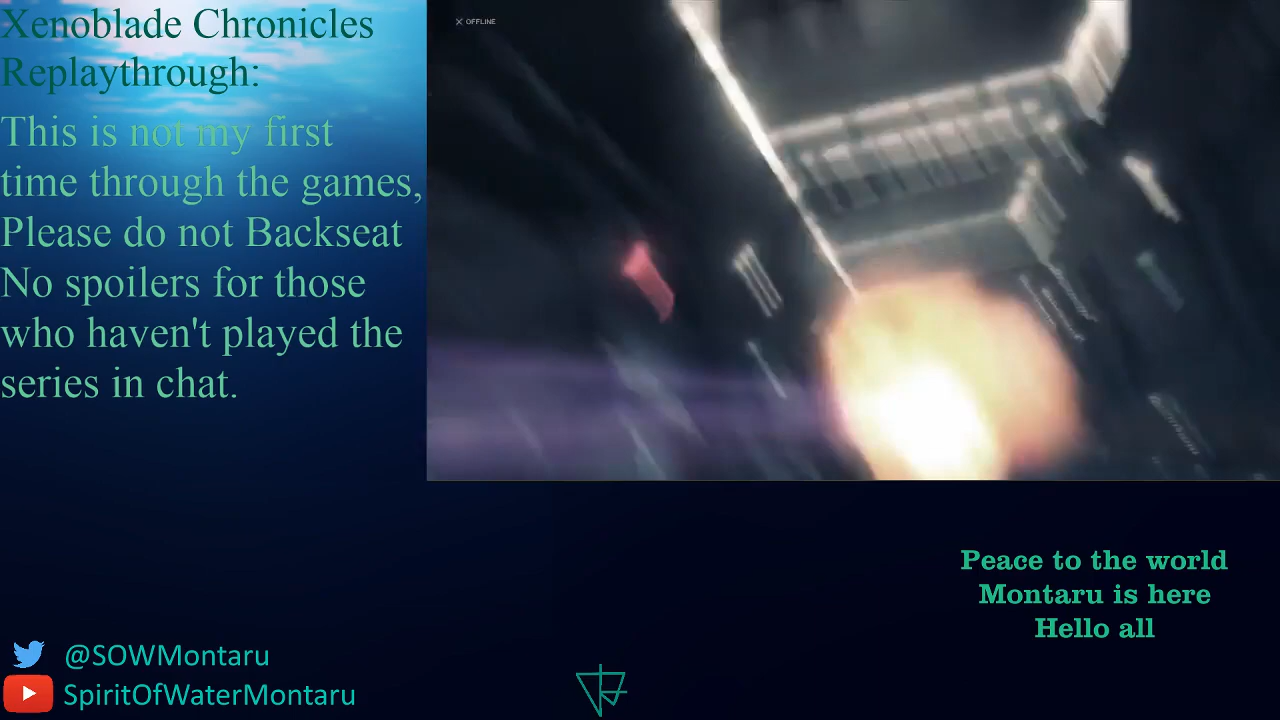 Xenoblade Chronicles
Replaythrough:
This is not my first
time through the games,
Please do not Backseat
No spoilers for those
who haven't played the
series in chat.
OFFLINE
Peace to the world
Montaru is here
Hello all
@SOWMontaru
SpiritOfWaterMontaru